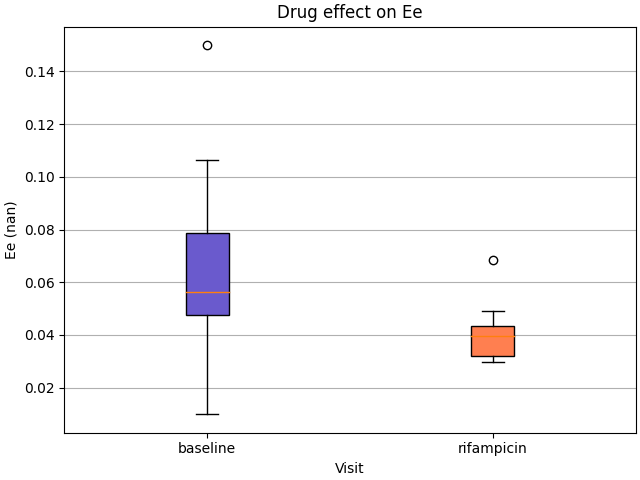 Drug effect on Ee
Ee (nan)
0.14
0.12
0.10
0.08
0.06
0.04
0.02
baseline
rifampicin
Visit